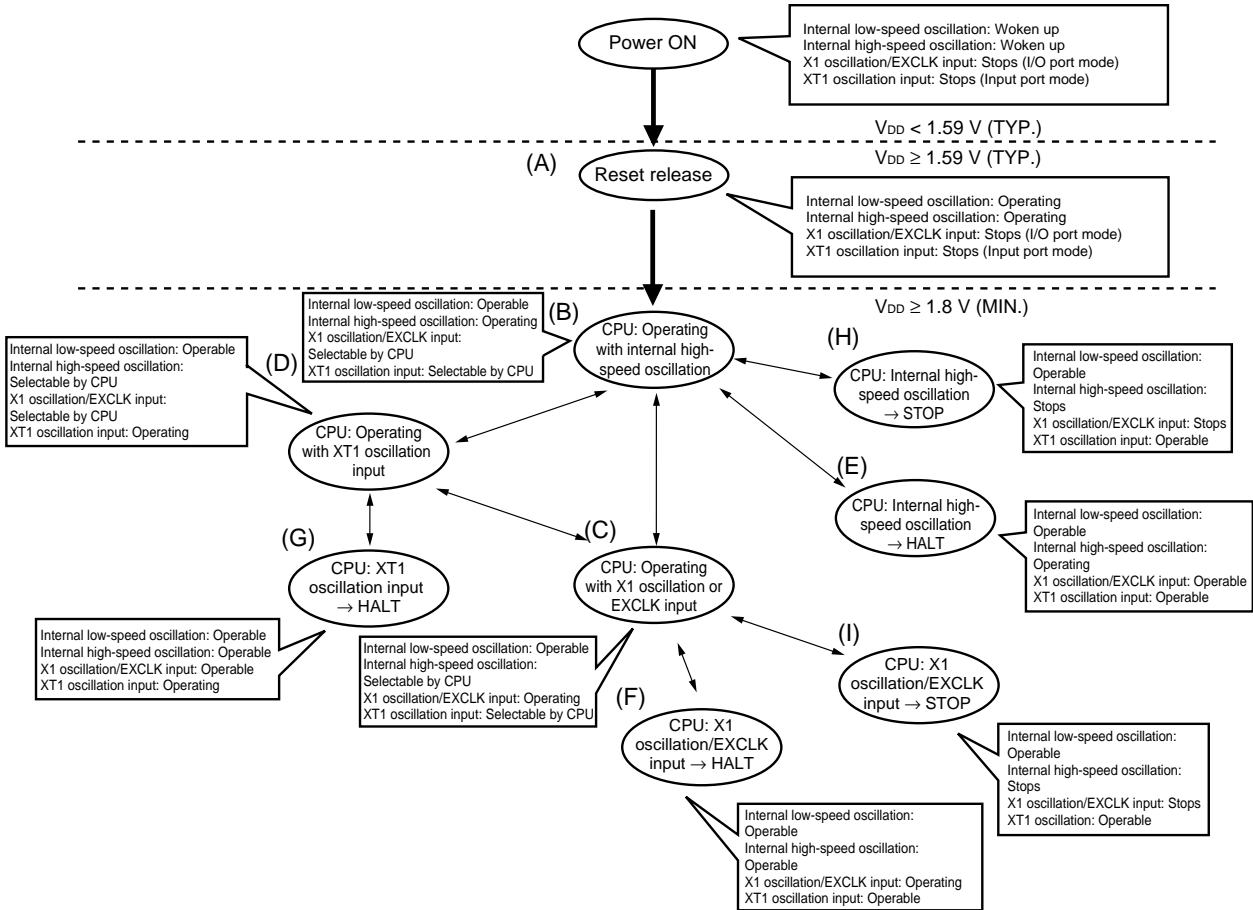 Power ON
Internal low-speed oscillation: Woken up
Internal high-speed oscillation: Woken up
X1 oscillation/EXCLK input: Stops (I/O port mode)
XT1 oscillation input: Stops (Input port mode)
VDD < 1.59 V (TYP.)
VDD ≥ 1.59 V (TYP.)
(A)
Reset release
Internal low-speed oscillation: Operating
Internal high-speed oscillation: Operating
X1 oscillation/EXCLK input: Stops (I/O port mode)
XT1 oscillation input: Stops (Input port mode)
VDD ≥ 1.8 V (MIN.)
Internal low-speed oscillation: Operable
Internal high-speed oscillation: Operating
X1 oscillation/EXCLK input:
Selectable by CPU
XT1 oscillation input: Selectable by CPU
(B)
CPU: Operating
with internal high-
speed oscillation
Internal low-speed oscillation: Operable
Internal high-speed oscillation:
Selectable by CPU
X1 oscillation/EXCLK input:
Selectable by CPU
XT1 oscillation input: Operating
(D)
CPU: Operating
with XT1 oscillation
input
(H)
CPU: Internal high-
speed oscillation
→ STOP
Internal low-speed oscillation:
Operable
Internal high-speed oscillation:
Stops
X1 oscillation/EXCLK input: Stops
XT1 oscillation input: Operable
(E)
CPU: Internal high-
speed oscillation
→ HALT
Internal low-speed oscillation:
Operable
Internal high-speed oscillation:
Operating
X1 oscillation/EXCLK input: Operable
XT1 oscillation input: Operable
(G)
CPU: XT1
oscillation input
→ HALT
Internal low-speed oscillation: Operable
Internal high-speed oscillation: Operable
X1 oscillation/EXCLK input: Operable
XT1 oscillation input: Operating
(C)
CPU: Operating
with X1 oscillation or
EXCLK input
Internal low-speed oscillation: Operable
Internal high-speed oscillation:
Selectable by CPU
X1 oscillation/EXCLK input: Operating
XT1 oscillation input: Selectable by CPU
(I)
CPU: X1
oscillation/EXCLK
input → STOP
Internal low-speed oscillation:
Operable
Internal high-speed oscillation:
Stops
X1 oscillation/EXCLK input: Stops
XT1 oscillation: Operable
(F)
CPU: X1
oscillation/EXCLK
input → HALT
Internal low-speed oscillation:
Operable
Internal high-speed oscillation:
Operable
X1 oscillation/EXCLK input: Operating
XT1 oscillation input: Operable